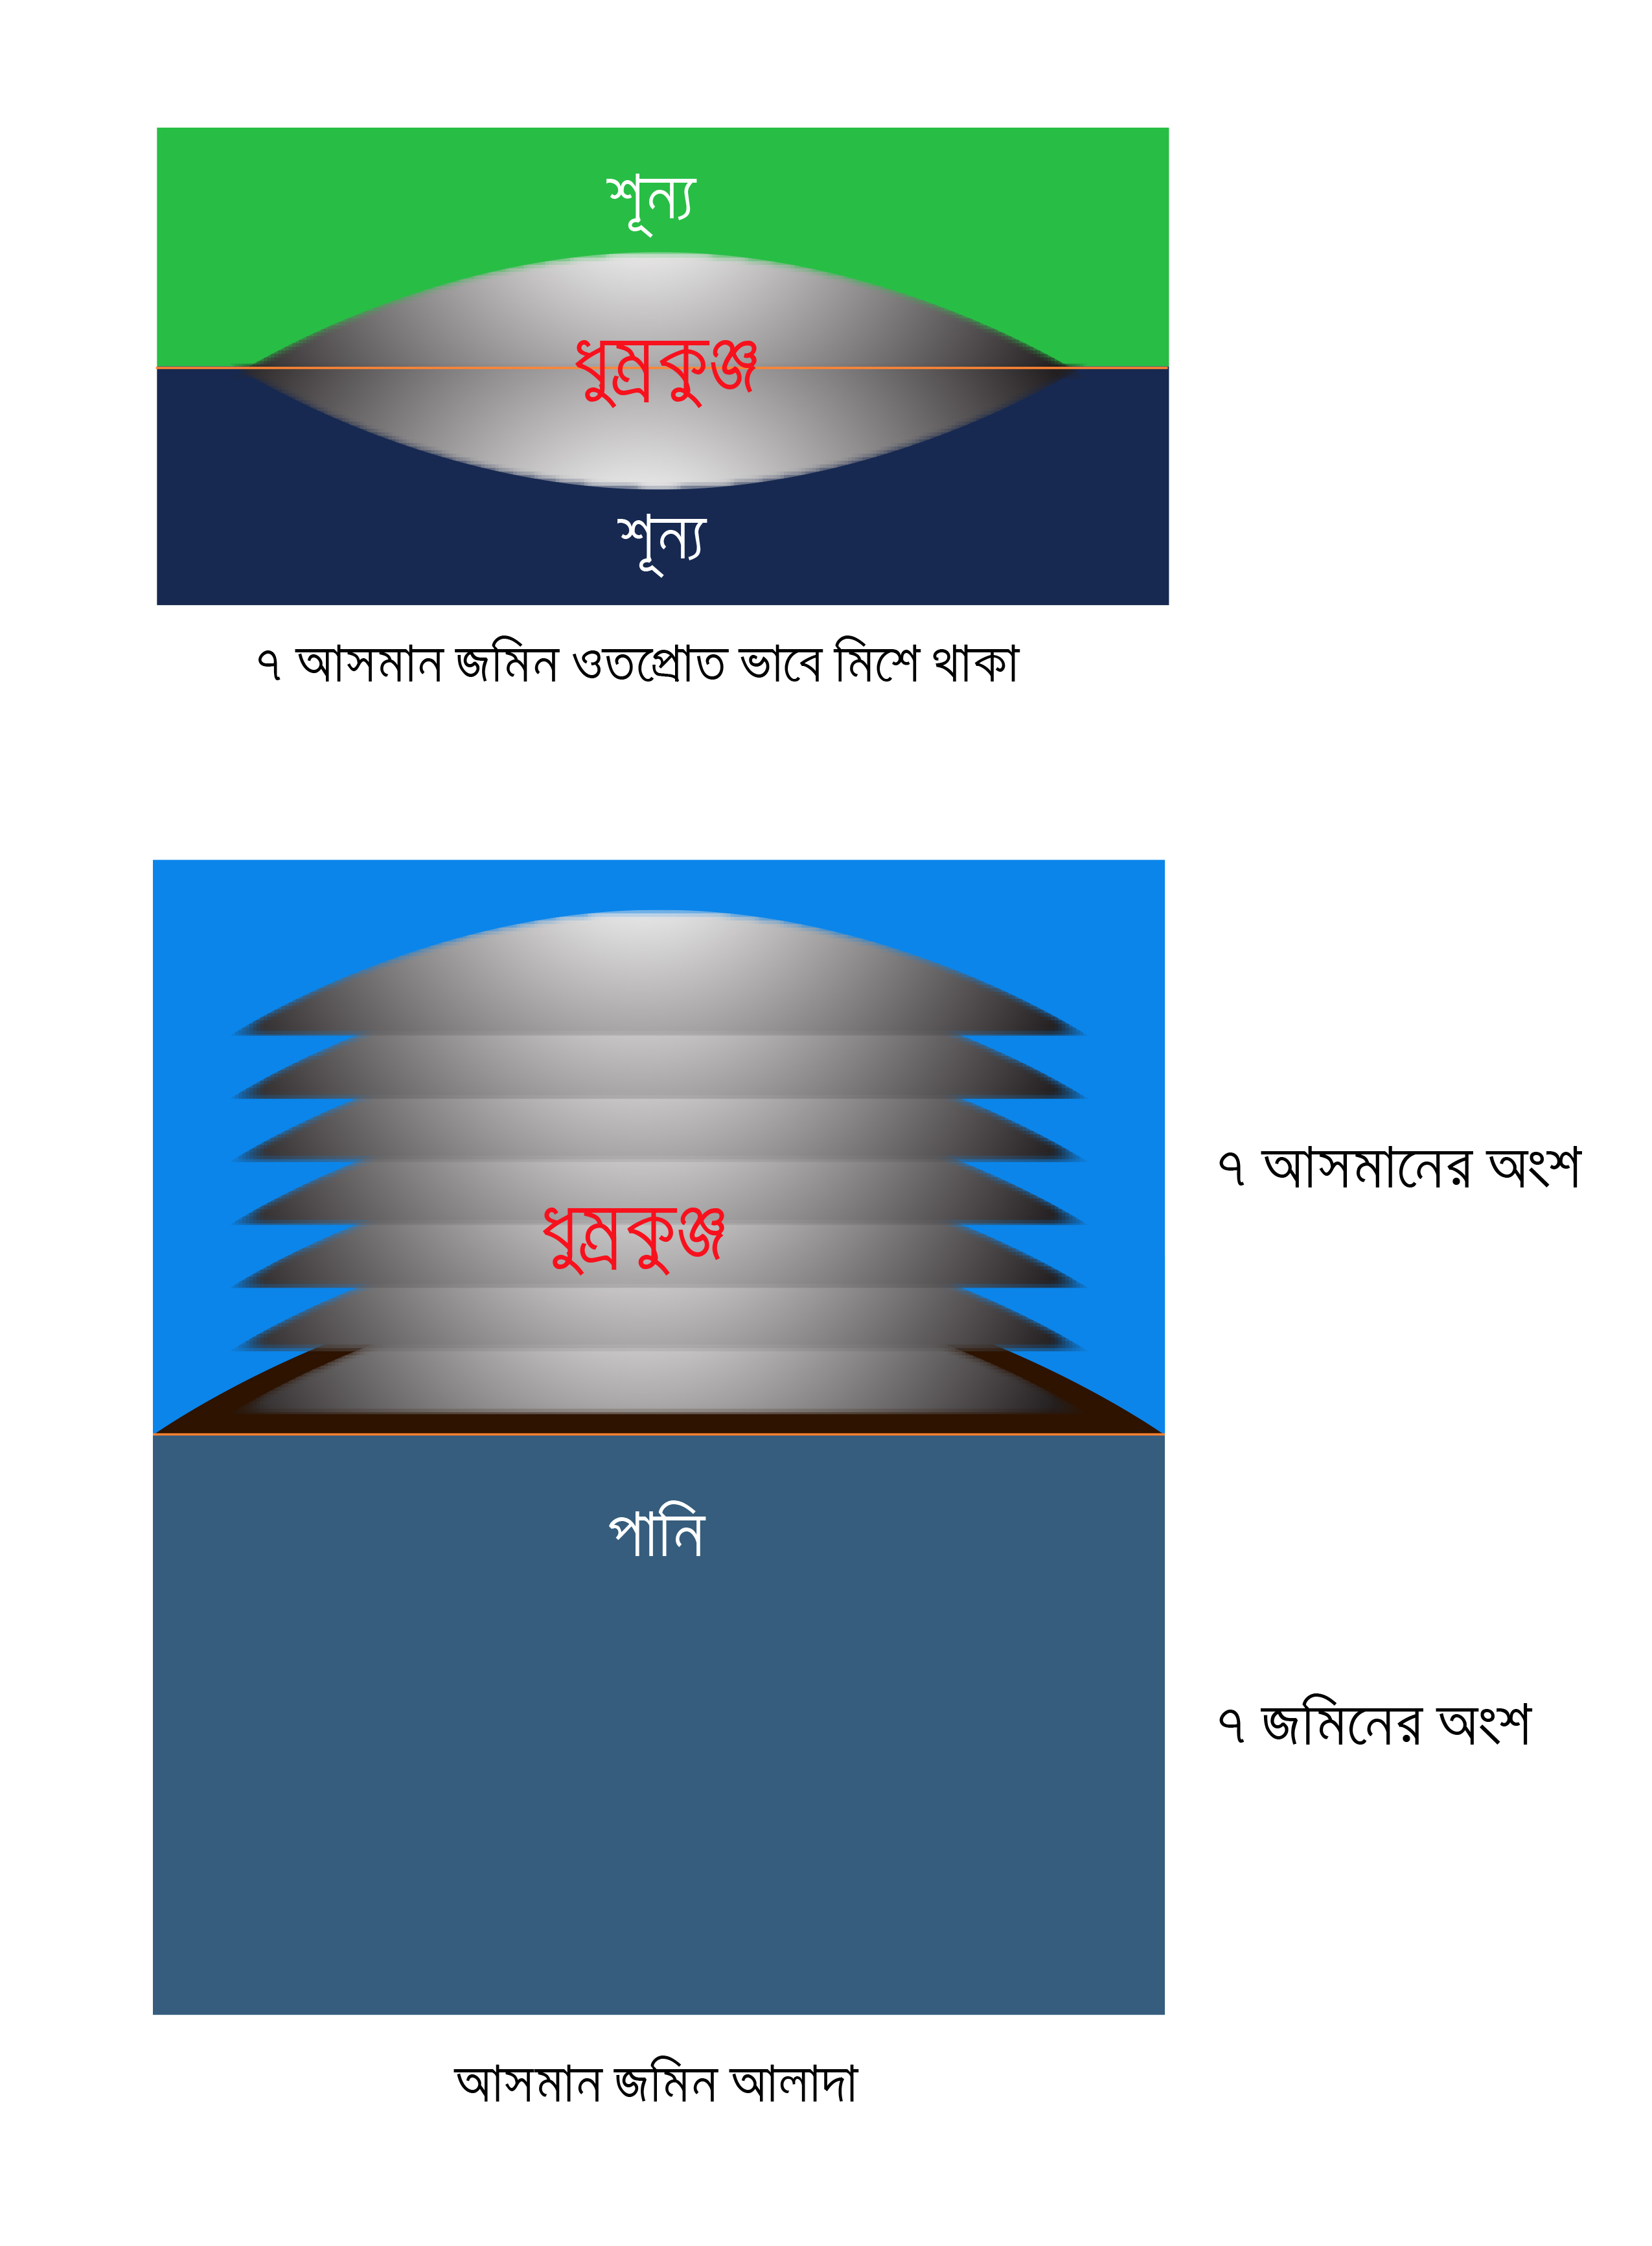 শূন্য
ধুম্রকুঞ্জ
শূন্য
৭ আসমান জমিন ওতপ্রোত ভাবে মিশে থাকা
৭ আসমানের অংশ
ধুম্রকুঞ্জ
পানি
৭ জমিনের অংশ
আসমান জমিন আলাদা